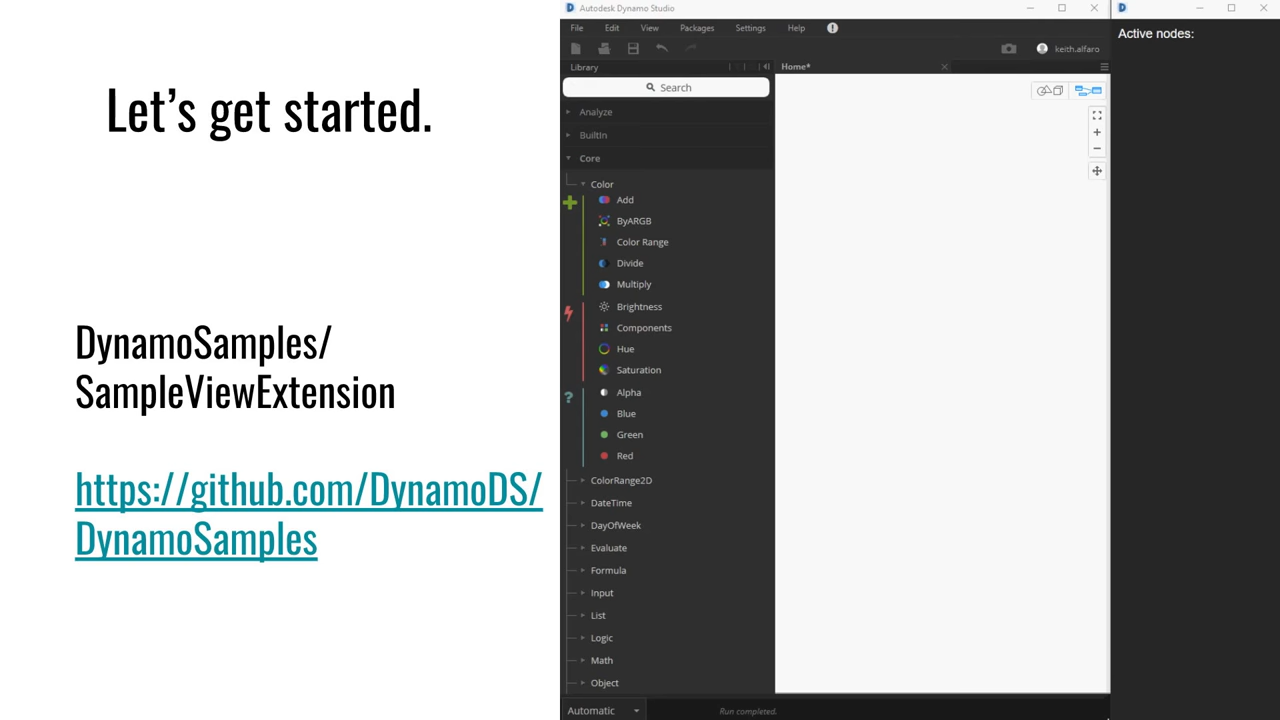 Let's get started.
DynamoSamples/
SampleViewExtension
https://github.com/DynamoDS/
DynamoSamples
Autodesk Dynamo Studio
File Edit View Packages Settings Help
keith.alfaro
Library
Home*
Search
Analyze
BuiltIn
Core
Color
Add
ByARGB
Color Range
Divide
Multiply
Brightness
Components
Hue
Saturation
Alpha
Blue
Green
Red
ColorRange2D
DateTime
DayOfWeek
Evaluate
Formula
Input
List
Logic
Math
Object
Automatic
Run completed.
Active nodes: